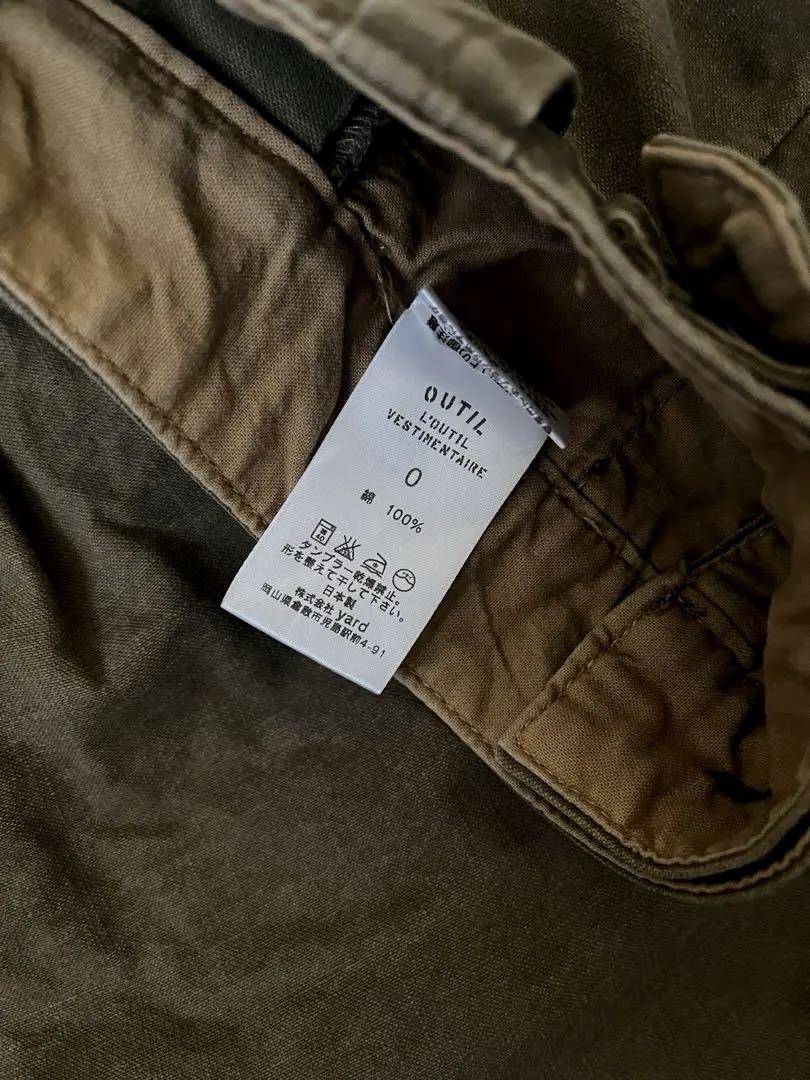 OUTIL
L'OUTIL
VESTIMENTAIRE
0
綿 100%
タンブラー乾燥禁止。
形を整えて干して下さい。
日本製
株式会社 yard
岡山県倉敷市児島駅前4-91